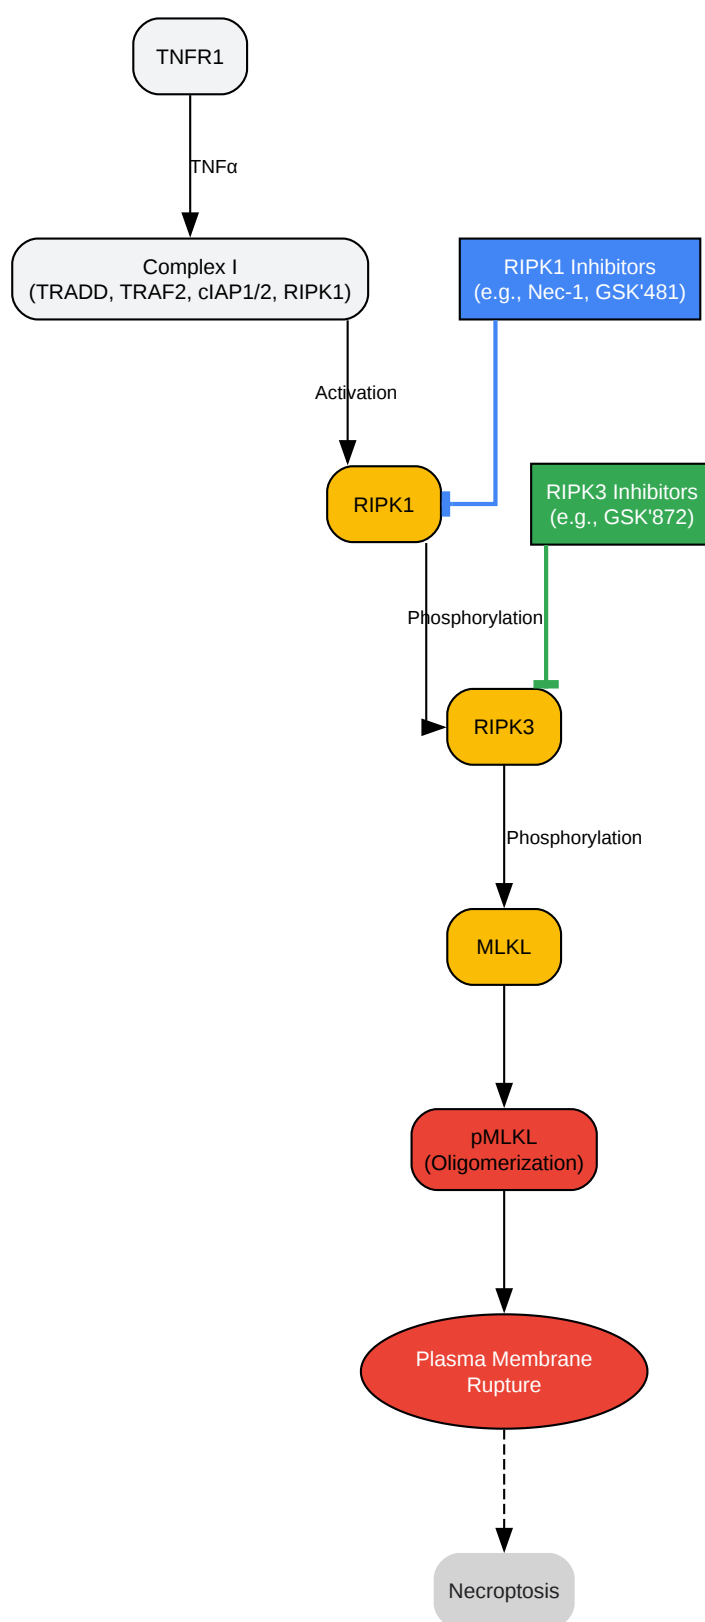 TNFR1
TNFα
Complex I
(TRADD, TRAF2, cIAP1/2, RIPK1)
RIPK1 Inhibitors
(e.g., Nec-1, GSK'481)
Activation
RIPK1
RIPK3 Inhibitors
(e.g., GSK'872)
Phosphorylation
RIPK3
Phosphorylation
MLKL
pMLKL
(Oligomerization)
Plasma Membrane
Rupture
Necroptosis